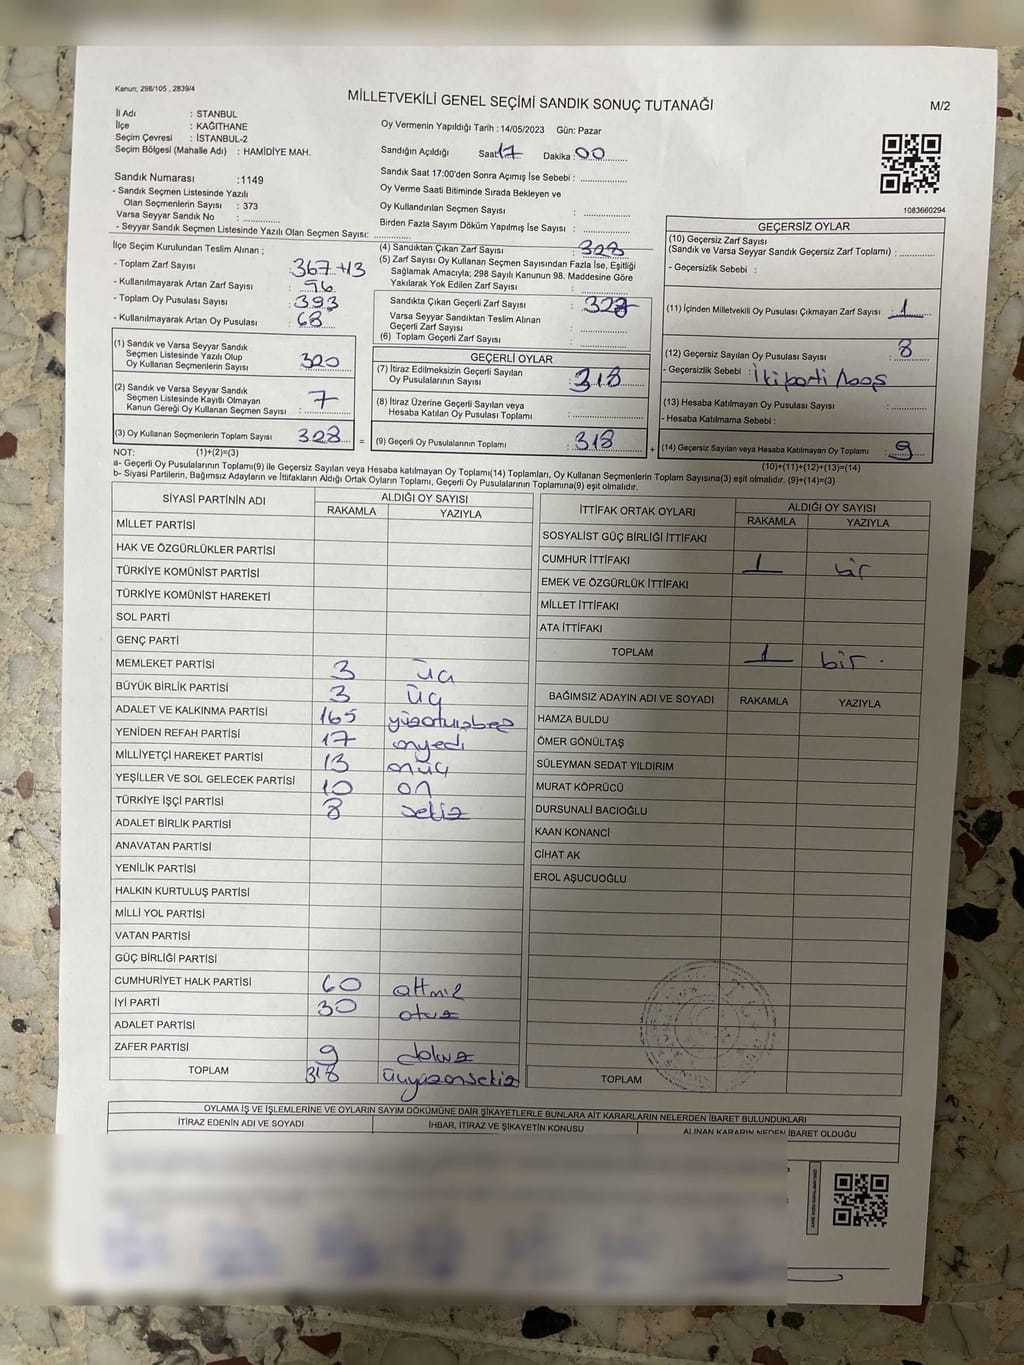 Kanun; 298/105 , 2839/4
MİLLETVEKİLİ GENEL SEÇİMİ SANDIK SONUÇ TUTANAĞI
M/2
İl Adı : STANBUL
İlçe : KAĞITHANE
Seçim Çevresi : İSTANBUL-2
Seçim Bölgesi (Mahalle Adı) : HAMİDİYE MAH.
Oy Vermenin Yapıldığı Tarih : 14/05/2023 Gün: Pazar
Sandığın Açıldığı Saat 17 Dakika : 00
Sandık Saat 17:00'den Sonra Açımış İse Sebebi :
Oy Verme Saati Bitiminde Sırada Bekleyen ve
Oy Kullandırılan Seçmen Sayısı :
Birden Fazla Sayım Döküm Yapılmış İse Sayısı :
Sandık Numarası :1149
- Sandık Seçmen Listesinde Yazılı
Olan Seçmenlerin Sayısı : 373
Varsa Seyyar Sandık No :
- Seyyar Sandık Seçmen Listesinde Yazılı Olan Seçmen Sayısı:
1083660294
İlçe Seçim Kurulundan Teslim Alınan ;
- Toplam Zarf Sayısı : 367+13
- Kullanılmayarak Artan Zarf Sayısı : 96
- Toplam Oy Pusulası Sayısı : 393
- Kullanılmayarak Artan Oy Pusulası : 68
(1) Sandık ve Varsa Seyyar Sandık
Seçmen Listesinde Yazılı Olup
Oy Kullanan Seçmenlerin Sayısı : 320
(2) Sandık ve Varsa Seyyar Sandık
Seçmen Listesinde Kayıtlı Olmayan
Kanun Gereği Oy Kullanan Seçmen Sayısı : 7
(3) Oy Kullanan Seçmenlerin Toplam Sayısı : 328
(4) Sandıktan Çıkan Zarf Sayısı : 328
(5) Zarf Sayısı Oy Kullanan Seçmen Sayısından Fazla İse, Eşitliği
Sağlamak Amacıyla; 298 Sayılı Kanunun 98. Maddesine Göre
Yakılarak Yok Edilen Zarf Sayısı :
Sandıkta Çıkan Geçerli Zarf Sayısı : 328
Varsa Seyyar Sandıktan Teslim Alınan
Geçerli Zarf Sayısı :
(6) Toplam Geçerli Zarf Sayısı :
GEÇERLİ OYLAR
(7) İtiraz Edilmeksizin Geçerli Sayılan
Oy Pusulalarının Sayısı : 318
(8) İtiraz Üzerine Geçerli Sayılan veya
Hesaba Katılan Oy Pusulası Toplamı :
= (9) Geçerli Oy Pusulalarının Toplamı : 318 +
GEÇERSİZ OYLAR
(10) Geçersiz Zarf Sayısı
(Sandık ve Varsa Seyyar Sandık Geçersiz Zarf Toplamı) :
- Geçersizlik Sebebi :
(11) İçinden Milletvekili Oy Pusulası Çıkmayan Zarf Sayısı : 1
(12) Geçersiz Sayılan Oy Pusulası Sayısı : 8
- Geçersizlik Sebebi : İki parti
(13) Hesaba Katılmayan Oy Pusulası Sayısı :
- Hesaba Katılmama Sebebi :
(14) Geçersiz Sayılan veya Hesaba Katılmayan Oy Toplamı : 9
NOT: (1)+(2)=(3)
(10)+(11)+(12)+(13)=(14)
a- Geçerli Oy Pusulalarının Toplamı(9) ile Geçersiz Sayılan veya Hesaba katılmayan Oy Toplamı(14) Toplamları, Oy Kullanan Seçmenlerin Toplam Sayısına(3) eşit olmalıdır. (9)+(14)=(3)
b- Siyasi Partilerin, Bağımsız Adayların ve İttifakların Aldığı Ortak Oyların Toplamı, Geçerli Oy Pusulalarının Toplamına(9) eşit olmalıdır.
SİYASİ PARTİNİN ADI ALDIĞI OY SAYISI
RAKAMLA YAZIYLA
MİLLET PARTİSİ
HAK VE ÖZGÜRLÜKLER PARTİSİ
TÜRKİYE KOMÜNİST PARTİSİ
TÜRKİYE KOMÜNİST HAREKETİ
SOL PARTİ
GENÇ PARTİ
MEMLEKET PARTİSİ 3 üç
BÜYÜK BİRLİK PARTİSİ 3 üç
ADALET VE KALKINMA PARTİSİ 165 yüzatmışbeş
YENİDEN REFAH PARTİSİ 17 onyedi
MİLLİYETÇİ HAREKET PARTİSİ 13 onüç
YEŞİLLER VE SOL GELECEK PARTİSİ 10 on
TÜRKİYE İŞÇİ PARTİSİ 8 sekiz
ADALET BİRLİK PARTİSİ
ANAVATAN PARTİSİ
YENİLİK PARTİSİ
HALKIN KURTULUŞ PARTİSİ
MİLLİ YOL PARTİSİ
VATAN PARTİSİ
GÜÇ BİRLİĞİ PARTİSİ
CUMHURİYET HALK PARTİSİ 60 altmış
İYİ PARTİ 30 otuz
ADALET PARTİSİ
ZAFER PARTİSİ 9 dokuz
TOPLAM 318 üçyüzonsekiz
İTTİFAK ORTAK OYLARI ALDIĞI OY SAYISI
RAKAMLA YAZIYLA
SOSYALİST GÜÇ BİRLİĞİ İTTİFAKI
CUMHUR İTTİFAKI 1 bir
EMEK VE ÖZGÜRLÜK İTTİFAKI
MİLLET İTTİFAKI
ATA İTTİFAKI
TOPLAM 1 bir
BAĞIMSIZ ADAYIN ADI VE SOYADI RAKAMLA YAZIYLA
HAMZA BULDU
ÖMER GÖNÜLTAŞ
SÜLEYMAN SEDAT YILDIRIM
MURAT KÖPRÜCÜ
DURSUNALİ BACIOĞLU
KAAN KONANCİ
CİHAT AK
EROL AŞUCUOĞLU
TOPLAM
OYLAMA İŞ VE İŞLEMLERİNE VE OYLARIN SAYIM DÖKÜMÜNE DAİR ŞİKAYETLERLE BUNLARA AİT KARARLARIN NELERDEN İBARET BULUNDUKLARI
İTİRAZ EDENİN ADI VE SOYADI İHBAR, İTİRAZ VE ŞİKAYETİN KONUSU ALINAN KARARIN NEDEN İBARET OLDUĞU